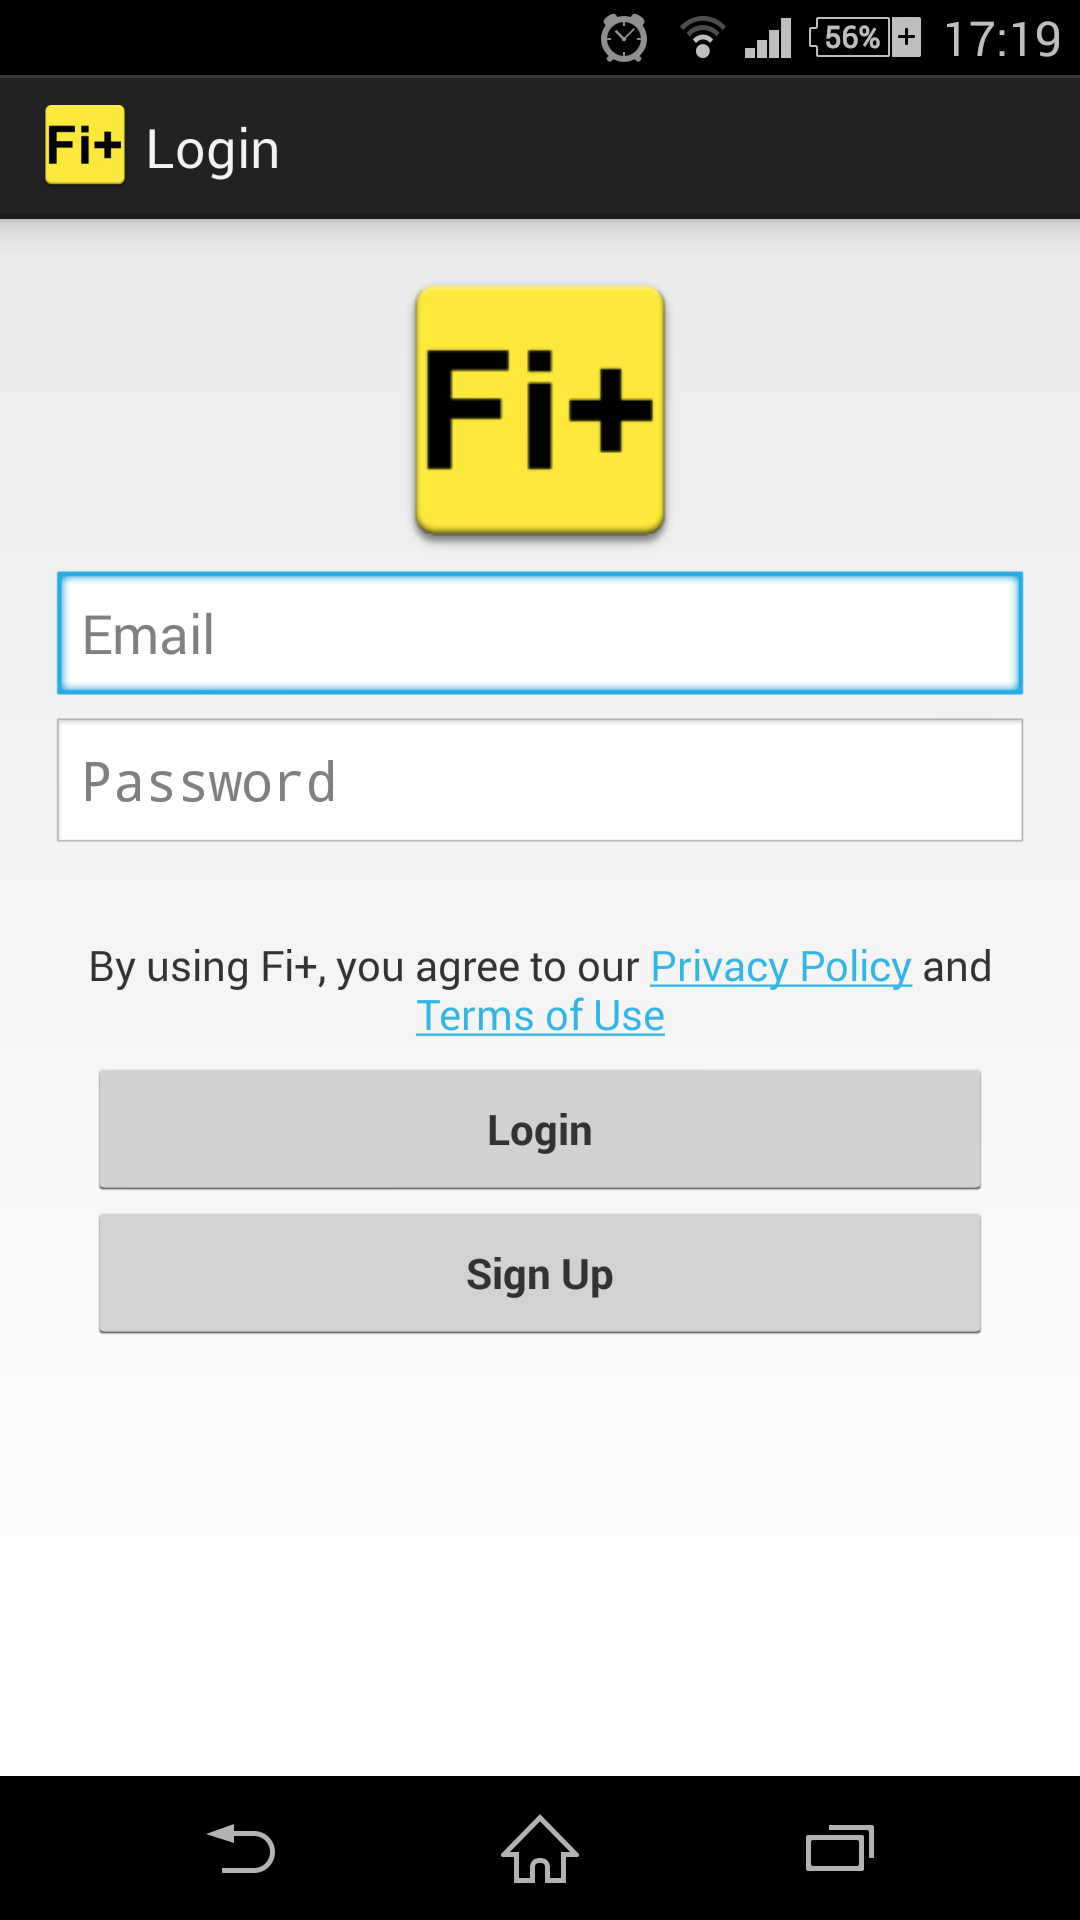 56% 17:19
Fi+ Login
Fi+
Email
Password
By using Fi+, you agree to our Privacy Policy and
Terms of Use
Login
Sign Up